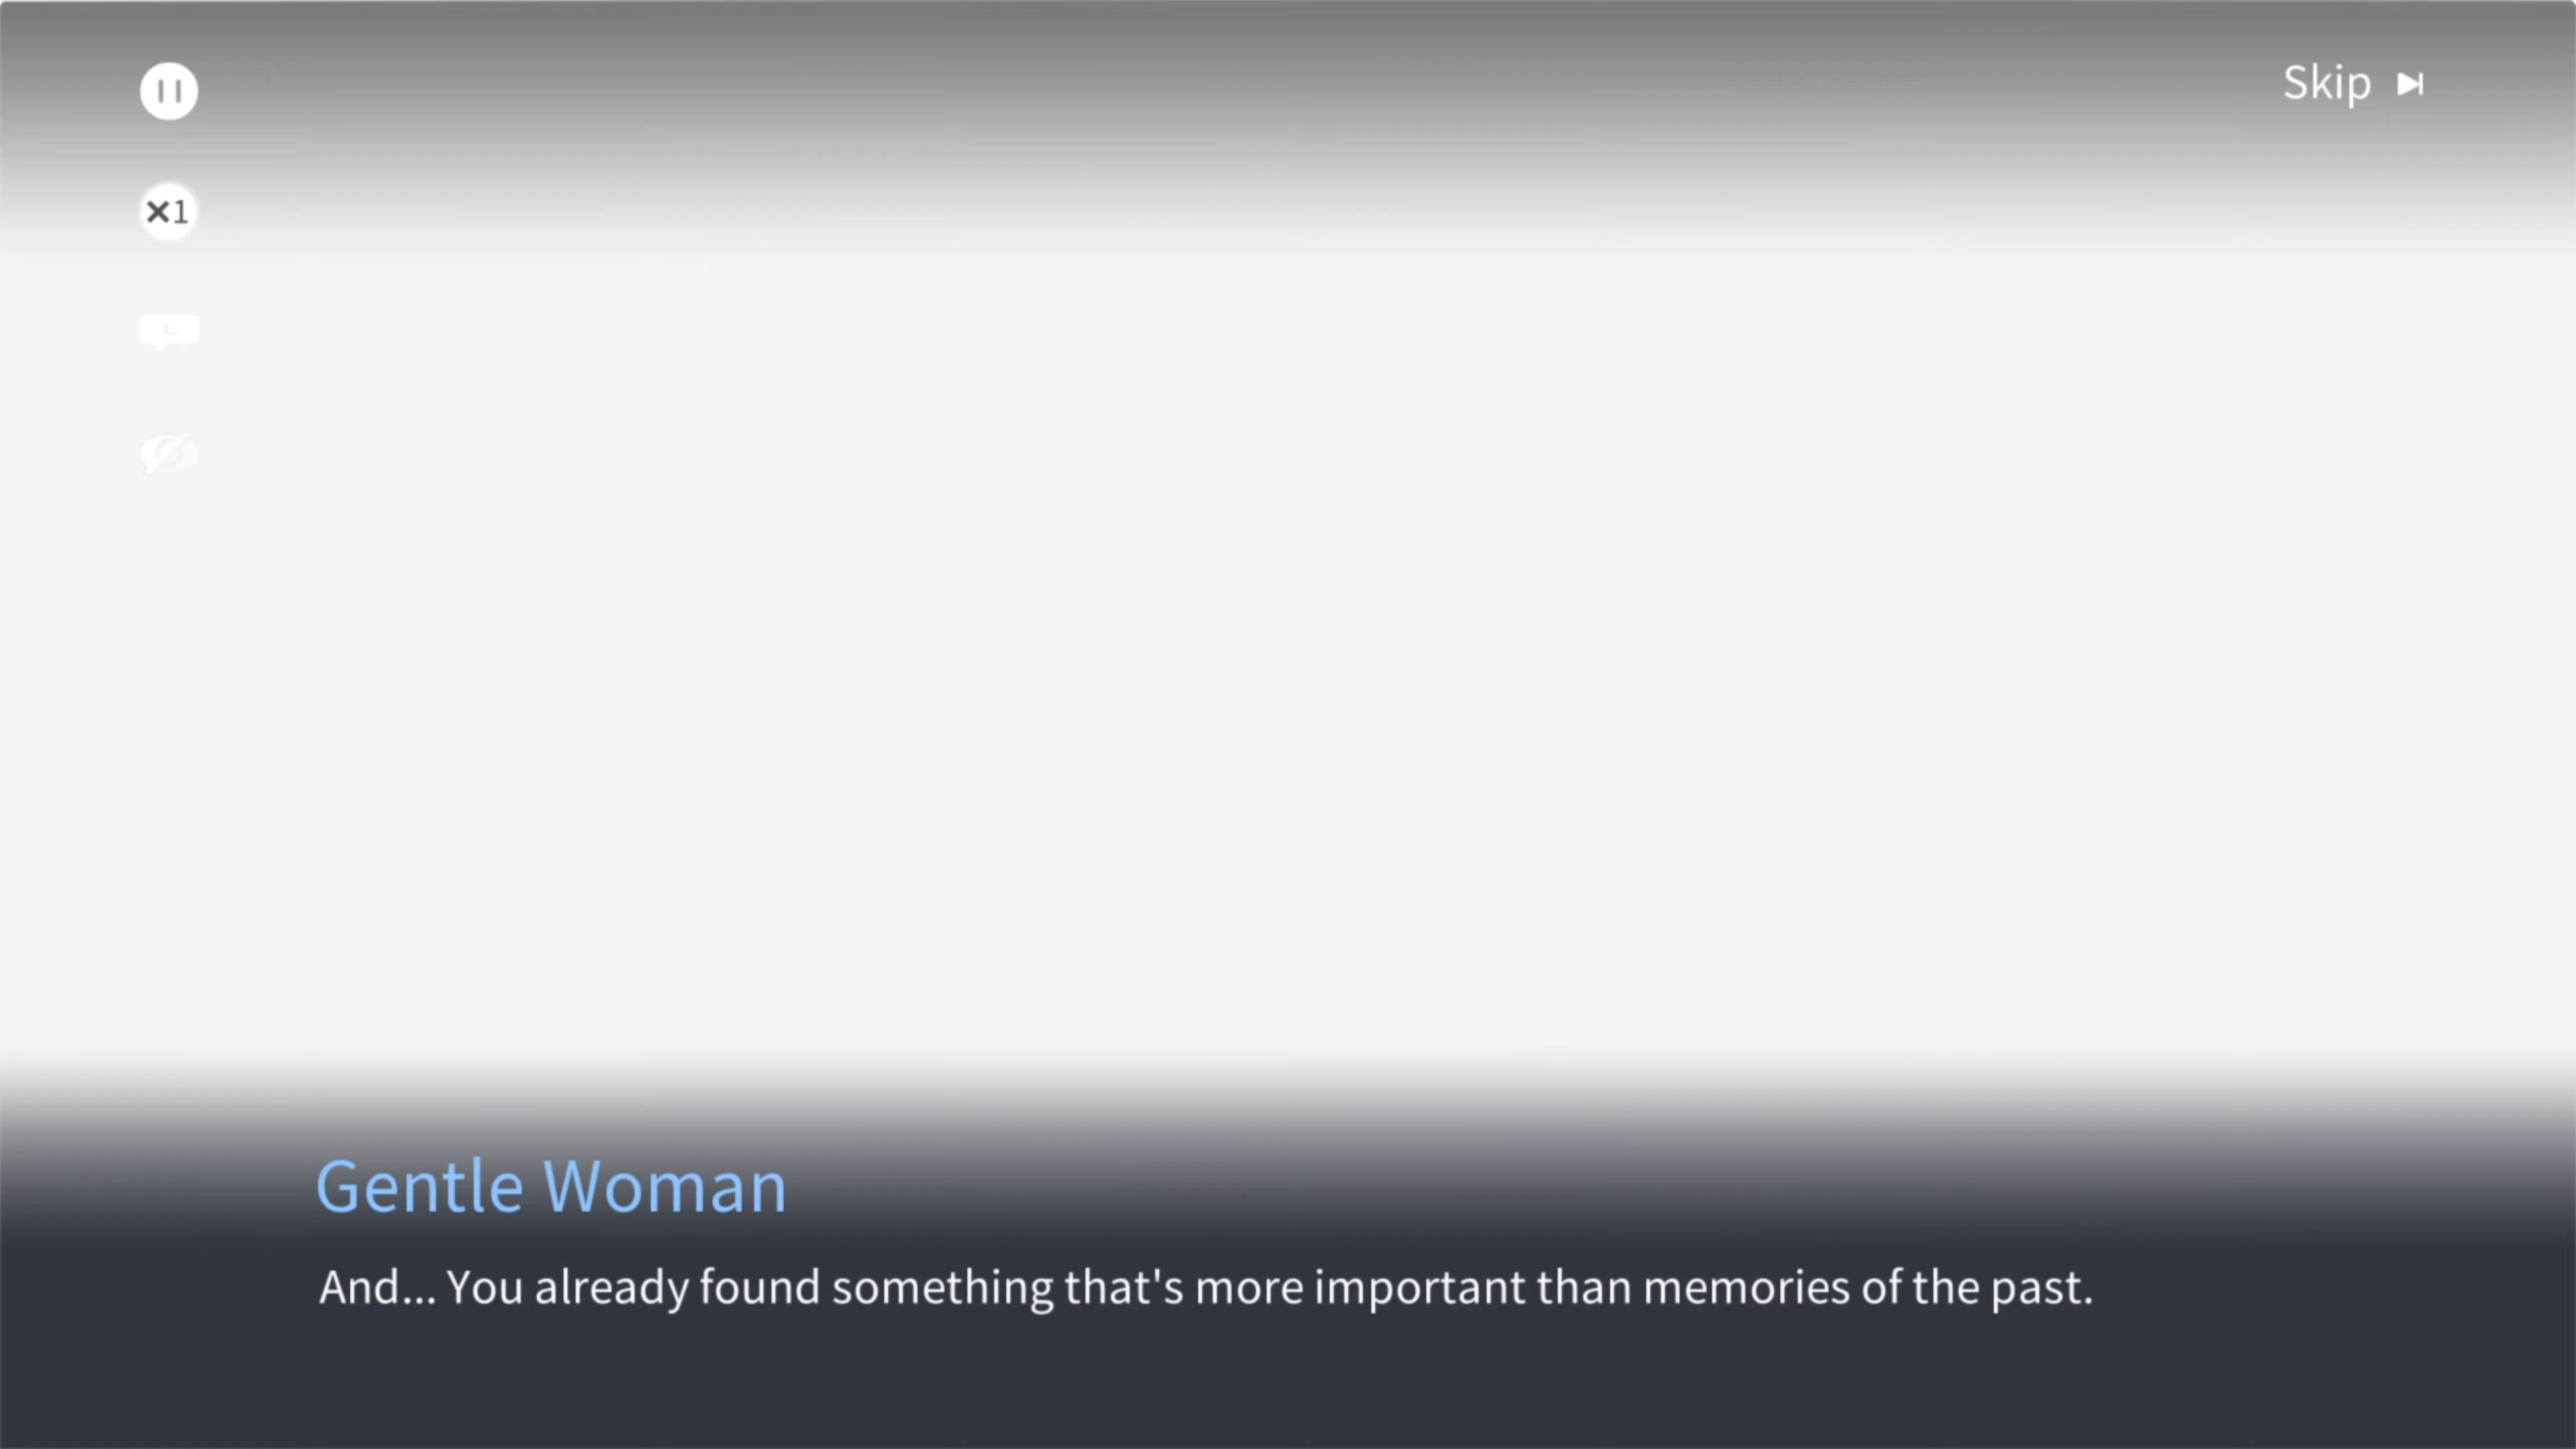 Skip
×1
Gentle Woman
And... You already found something that's more important than memories of the past.